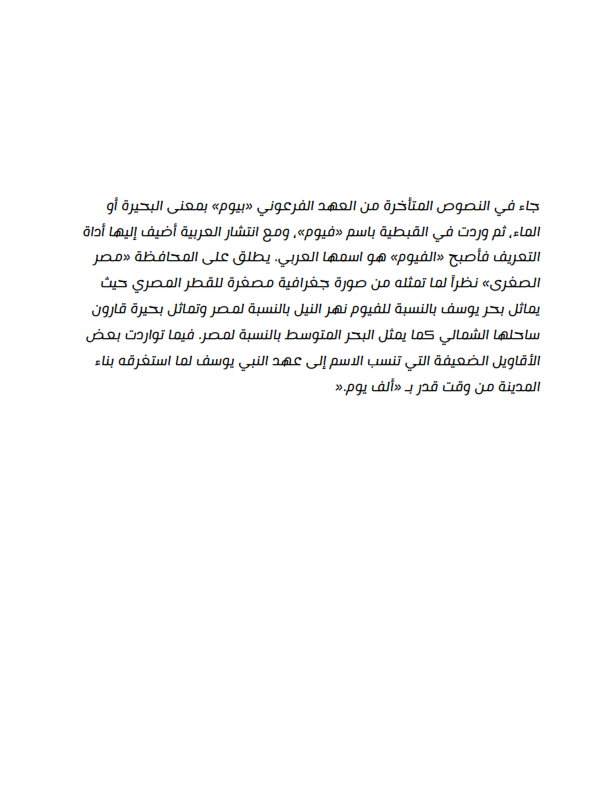 جاء في النصوص المتأخرة من العهد الفرعوني «بيوم» بمعنى البحيرة أو
الماء، ثم وردت في القبطية باسم «فيوم»، ومع انتشار العربية أضيف إليها أداة
التعريف فأصبح «الفيوم» هو اسمها العربي. يطلق على المحافظة «مصر
الصغرى» نظراً لما تمثله من صورة جغرافية مصغرة للقطر المصري حيث
يماثل بحر يوسف بالنسبة للفيوم نهر النيل بالنسبة لمصر وتماثل بحيرة قارون
ساحلها الشمالي كما يمثل البحر المتوسط بالنسبة لمصر. فيما تواردت بعض
الأقاويل الضعيفة التي تنسب الاسم إلى عهد النبي يوسف لما استغرقه بناء
المدينة من وقت قدر بـ «ألف يوم.»